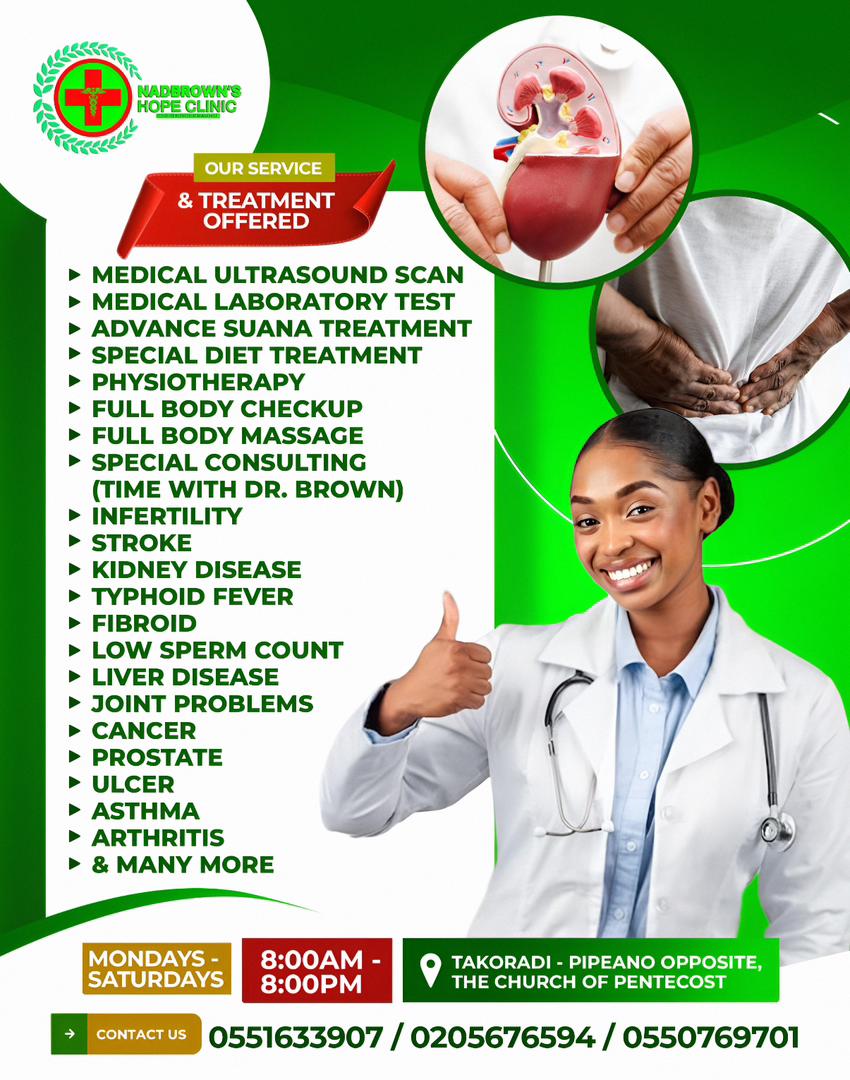 NADBROWN'S
HOPE CLINIC
OUR SERVICE
& TREATMENT
OFFERED
MEDICAL ULTRASOUND SCAN
MEDICAL LABORATORY TEST
ADVANCE SUANA TREATMENT
SPECIAL DIET TREATMENT
PHYSIOTHERAPY
FULL BODY CHECKUP
FULL BODY MASSAGE
SPECIAL CONSULTING
(TIME WITH DR. BROWN)
INFERTILITY
STROKE
KIDNEY DISEASE
TYPHOID FEVER
FIBROID
LOW SPERM COUNT
LIVER DISEASE
JOINT PROBLEMS
CANCER
PROSTATE
ULCER
ASTHMA
ARTHRITIS
& MANY MORE
MONDAYS -
SATURDAYS
8:00AM -
8:00PM
TAKORADI - PIPEANO OPPOSITE,
THE CHURCH OF PENTECOST
CONTACT US
0551633907 / 0205676594 / 0550769701